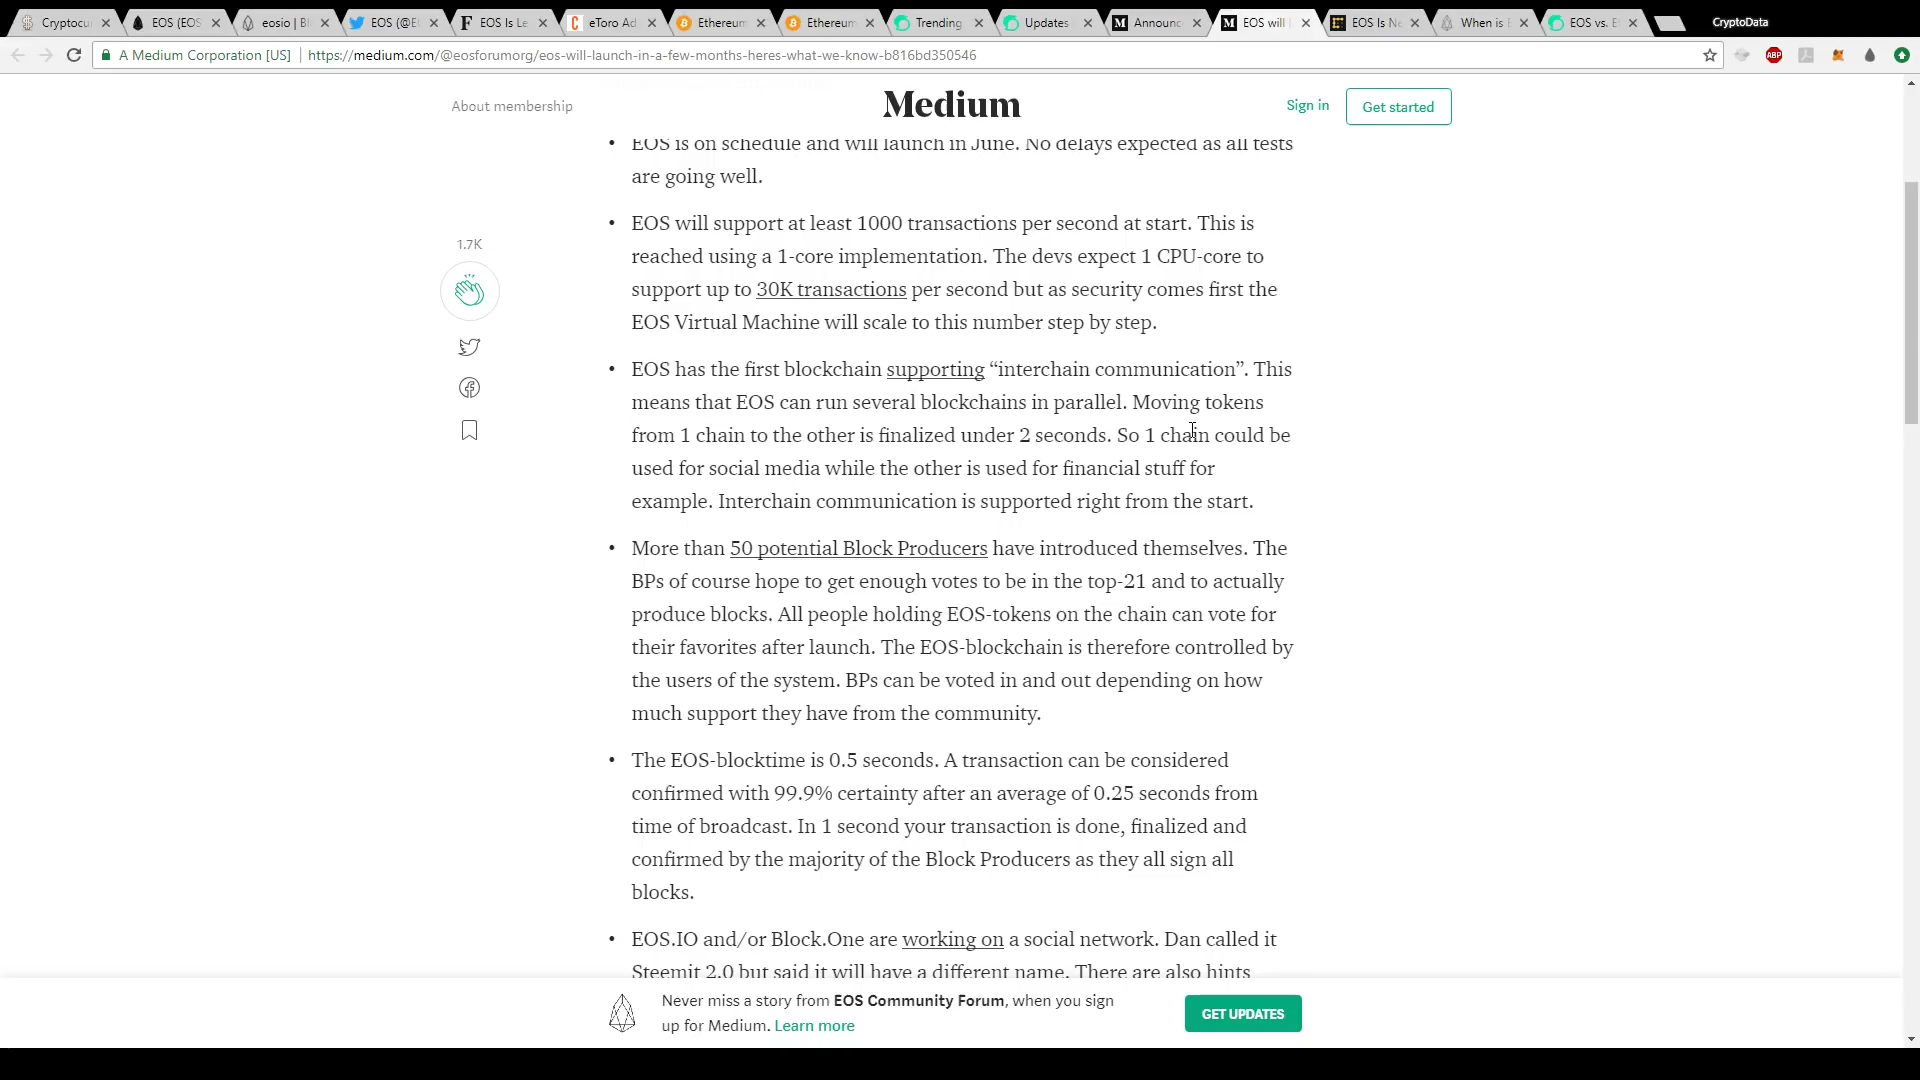 Cryptocur
EOS (EOS
eosio | Bl
EOS (@E
EOS Is Le
eToro Ad
Ethereum
Ethereum
Trending
Updates
Announc
EOS will
EOS Is Ne
When is
EOS vs. E
CryptoData
A Medium Corporation [US]
https://medium.com/@eosforumorg/eos-will-launch-in-a-few-months-heres-what-we-know-b816bd350546
ABP
About membership
Medium
Sign in
Get started
1.7K
• EOS is on schedule and will launch in June. No delays expected as all tests
are going well.
• EOS will support at least 1000 transactions per second at start. This is
reached using a 1-core implementation. The devs expect 1 CPU-core to
support up to 30K transactions per second but as security comes first the
EOS Virtual Machine will scale to this number step by step.
• EOS has the first blockchain supporting “interchain communication”. This
means that EOS can run several blockchains in parallel. Moving tokens
from 1 chain to the other is finalized under 2 seconds. So 1 chain could be
used for social media while the other is used for financial stuff for
example. Interchain communication is supported right from the start.
• More than 50 potential Block Producers have introduced themselves. The
BPs of course hope to get enough votes to be in the top-21 and to actually
produce blocks. All people holding EOS-tokens on the chain can vote for
their favorites after launch. The EOS-blockchain is therefore controlled by
the users of the system. BPs can be voted in and out depending on how
much support they have from the community.
• The EOS-blocktime is 0.5 seconds. A transaction can be considered
confirmed with 99.9% certainty after an average of 0.25 seconds from
time of broadcast. In 1 second your transaction is done, finalized and
confirmed by the majority of the Block Producers as they all sign all
blocks.
• EOS.IO and/or Block.One are working on a social network. Dan called it
Steemit 2.0 but said it will have a different name. There are also hints
Never miss a story from EOS Community Forum, when you sign
up for Medium. Learn more
GET UPDATES